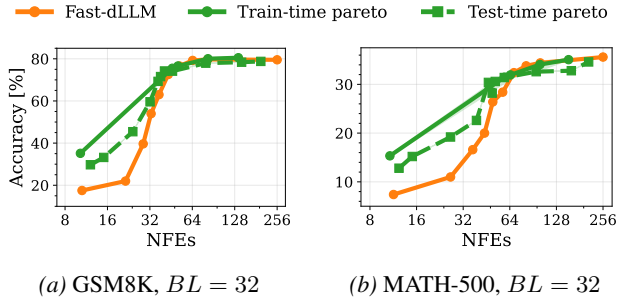 Fast-dLLM Train-time pareto Test-time pareto
Accuracy [%]
80
60
40
20
8 16 32 64 128 256
NFEs
30
20
10
8 16 32 64 128 256
NFEs
(a) GSM8K, BL = 32
(b) MATH-500, BL = 32